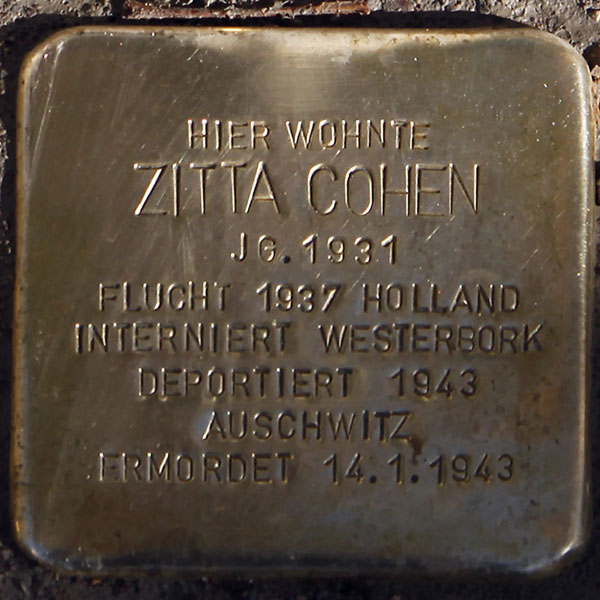 HIER WOHNTE
ZITTA COHEN
JG. 1931
FLUCHT 1937 HOLLAND
INTERNIERT WESTERBORK
DEPORTIERT 1943
AUSCHWITZ
ERMORDET 14.1.1943